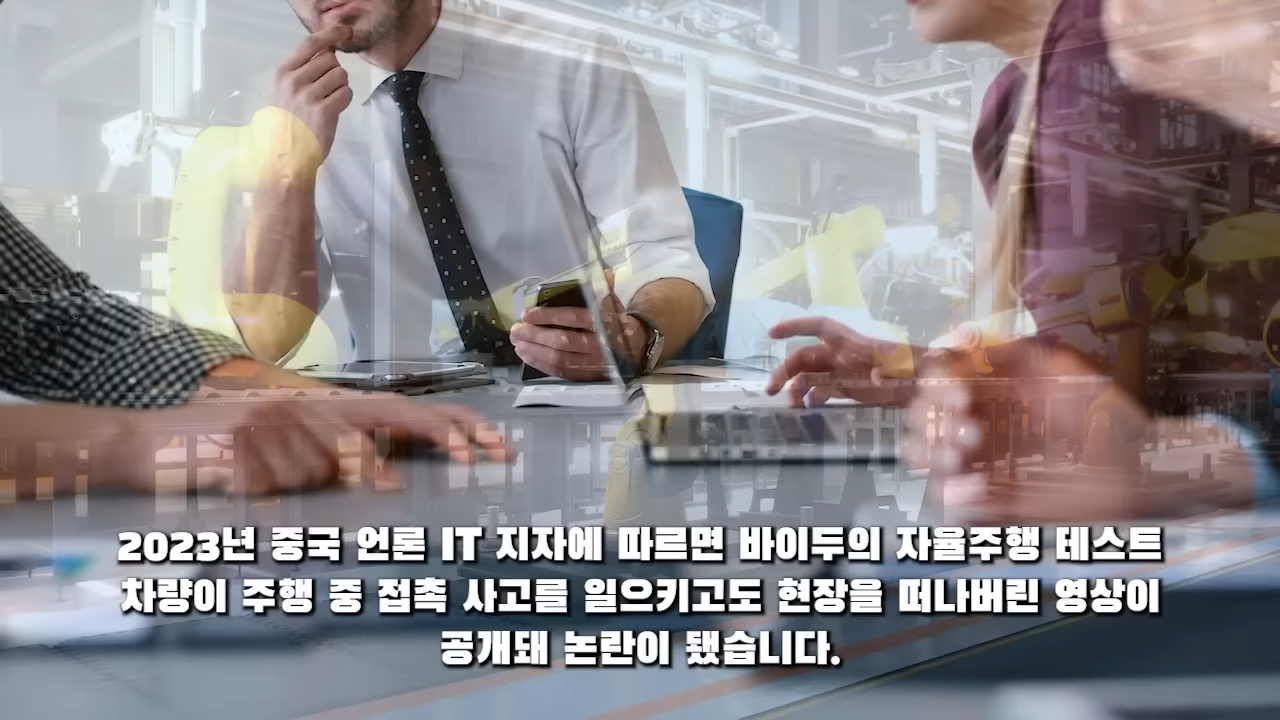 2023년 중국 언론 IT 지자에 따르면 바이두의 자율주행 테스트
차량이 주행 중 접촉 사고를 일으키고도 현장을 떠나버린 영상이
공개돼 논란이 됐습니다.